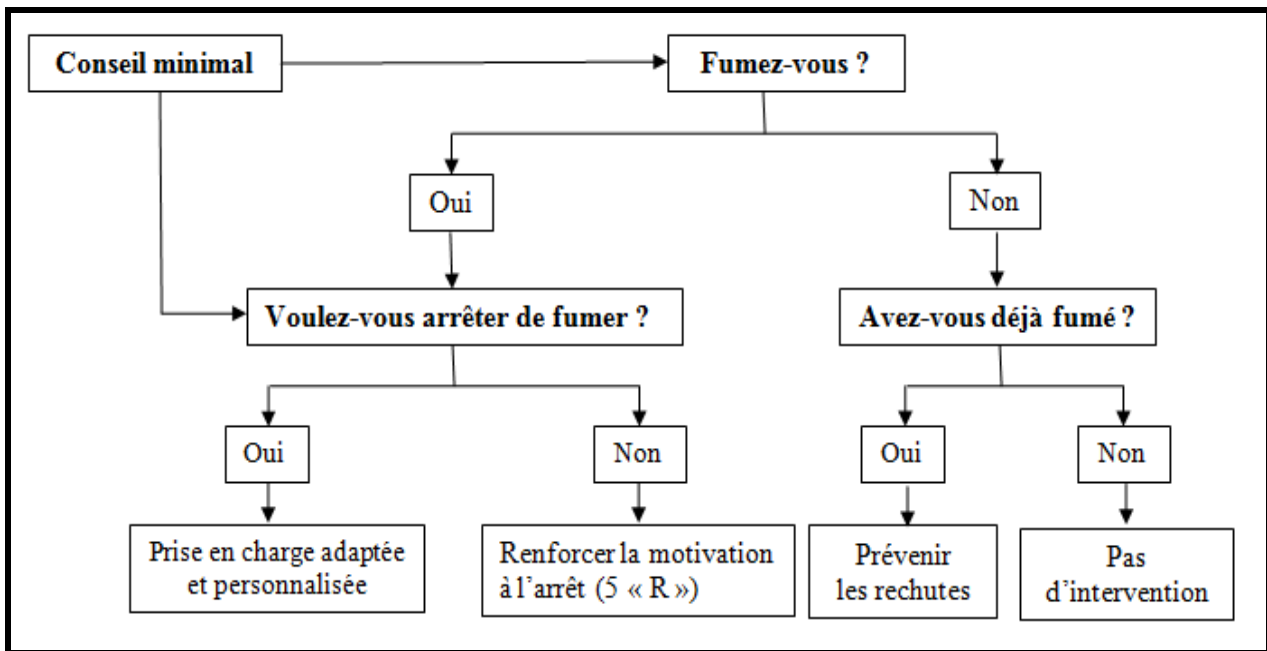 Conseil minimal
Fumez-vous ?
Oui
Non
Voulez-vous arrêter de fumer ?
Avez-vous déjà fumé ?
Oui
Non
Oui
Non
Prise en charge adaptée
et personnalisée
Renforcer la motivation
à l'arrêt (5 « R »)
Prévenir
les rechutes
Pas
d'intervention